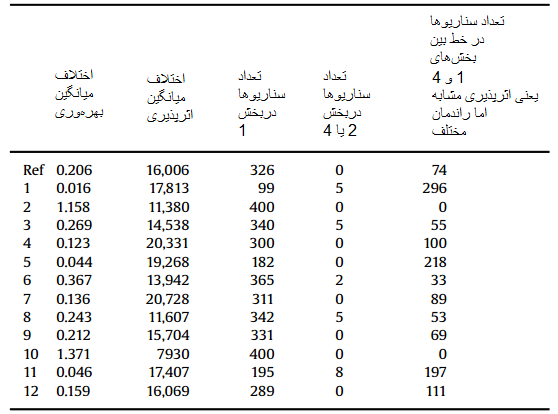 اختلاف
میانگین
بهره‌وری
اختلاف
میانگین
اثرپذیری
تعداد
سناریوها
دربخش
1
تعداد
سناریوها
دربخش
2 یا 4
تعداد سناریوها
در خط بین
بخش‌های
1 و 4
یعنی اثرپذیری مشابه
اما راندمان
مختلف
Ref 0.206 16,006 326 0 74
1 0.016 17,813 99 5 296
2 1.158 11,380 400 0 0
3 0.269 14,538 340 5 55
4 0.123 20,331 300 0 100
5 0.044 19,268 182 0 218
6 0.367 13,942 365 2 33
7 0.136 20,728 311 0 89
8 0.243 11,607 342 5 53
9 0.212 15,704 331 0 69
10 1.371 7930 400 0 0
11 0.046 17,407 195 8 197
12 0.159 16,069 289 0 111